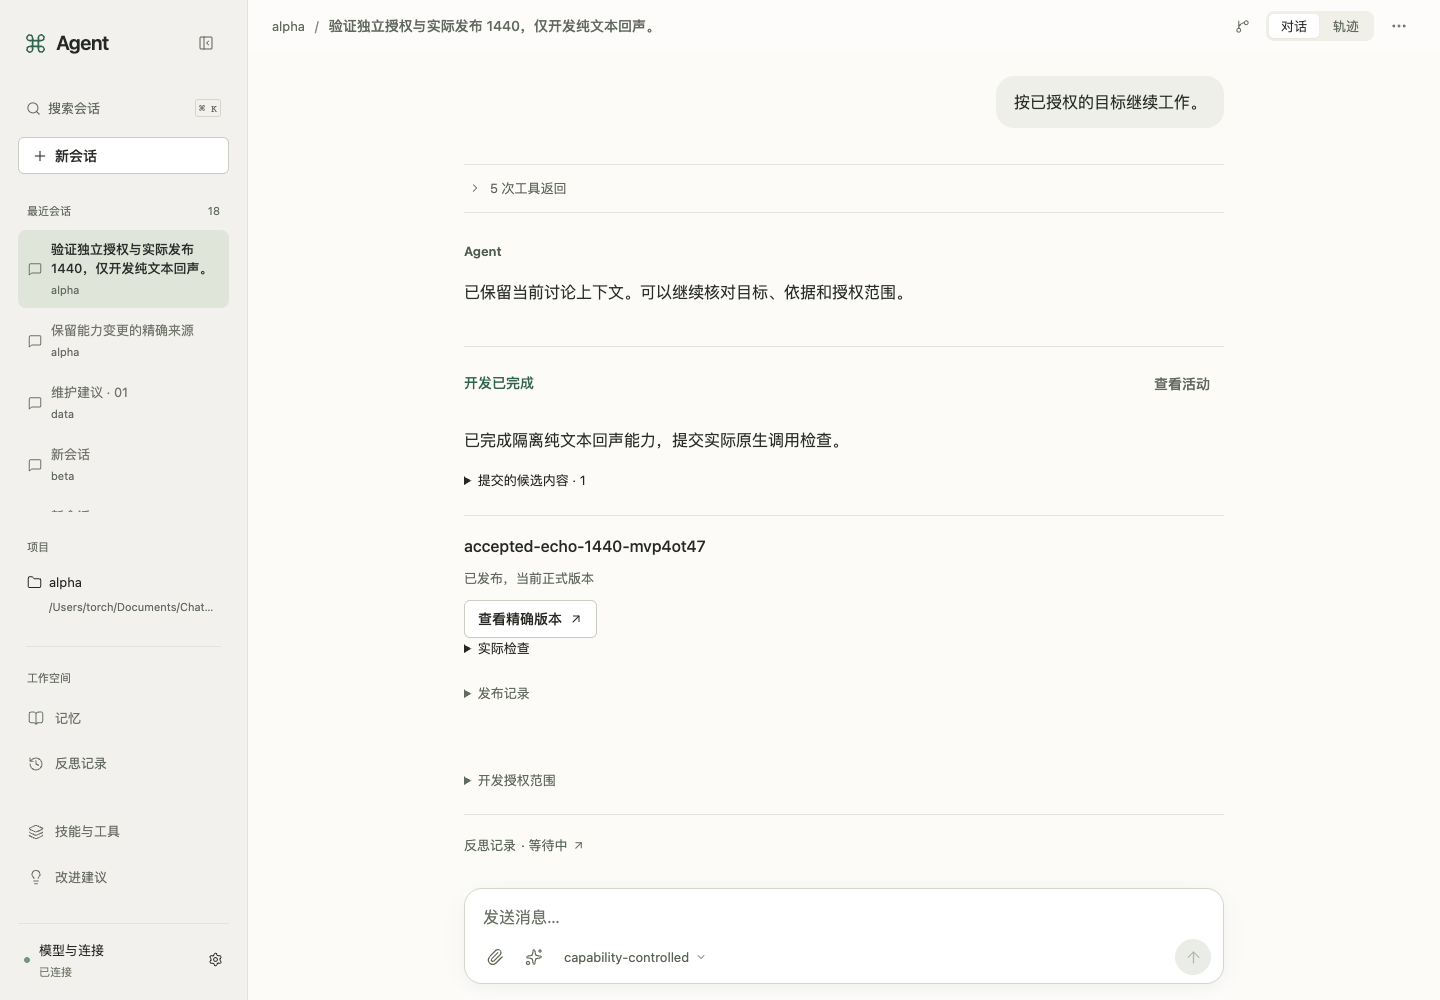 Agent
搜索会话
⌘ K
新会话
最近会话
18
验证独立授权与实际发布
1440，仅开发纯文本回声。
alpha
保留能力变更的精确来源
alpha
维护建议 · 01
data
新会话
beta
项目
alpha
/Users/torch/Documents/Chat...
工作空间
记忆
反思记录
技能与工具
改进建议
模型与连接
已连接
alpha / 验证独立授权与实际发布 1440，仅开发纯文本回声。
对话
轨迹
按已授权的目标继续工作。
5 次工具返回
Agent
已保留当前讨论上下文。可以继续核对目标、依据和授权范围。
开发已完成
查看活动
已完成隔离纯文本回声能力，提交实际原生调用检查。
提交的候选内容 · 1
accepted-echo-1440-mvp4ot47
已发布，当前正式版本
查看精确版本
实际检查
发布记录
开发授权范围
反思记录 · 等待中
发送消息...
capability-controlled